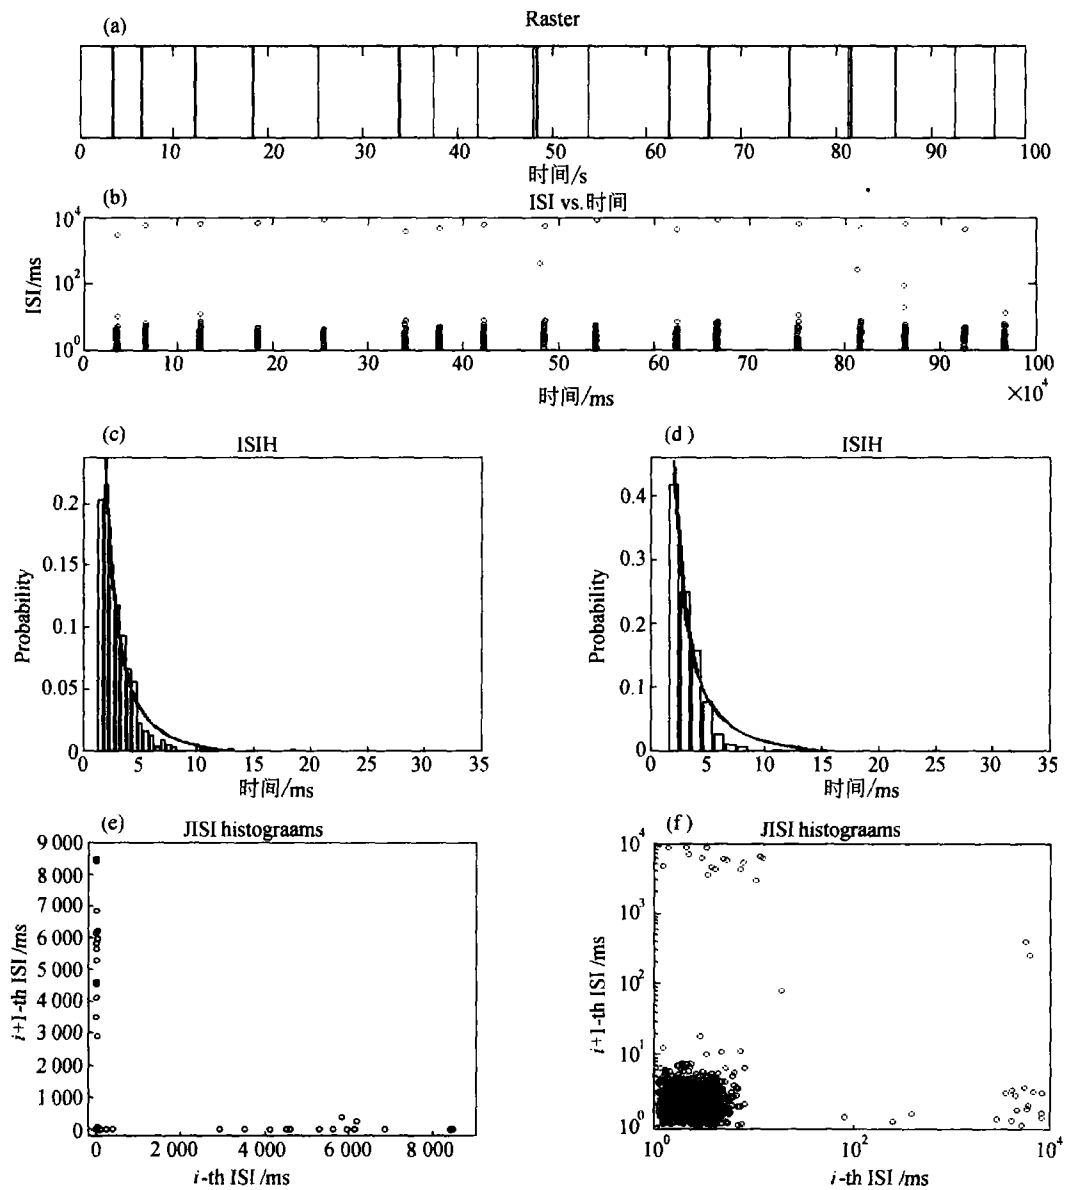 (a)
Raster
0 10 20 30 40 50 60 70 80 90 100
时间/s
(b)
ISI vs.时间
ISI/ms
10⁴
10²
10⁰
0 10 20 30 40 50 60 70 80 90 100
时间/ms
×10⁴
(c)
ISIH
Probability
0.2
0.15
0.1
0.05
0
0 5 10 15 20 25 30 35
时间/ms
(d)
ISIH
Probability
0.4
0.3
0.2
0.1
0
0 5 10 15 20 25 30 35
时间/ms
(e)
JISI histograams
i+1-th ISI /ms
9 000
8 000
7 000
6 000
5 000
4 000
3 000
2 000
1 000
0
0 2 000 4 000 6 000 8 000
i-th ISI /ms
(f)
JISI histograams
i+1-th ISI /ms
10⁴
10³
10²
10¹
10⁰
10⁰ 10² 10⁴
i-th ISI /ms